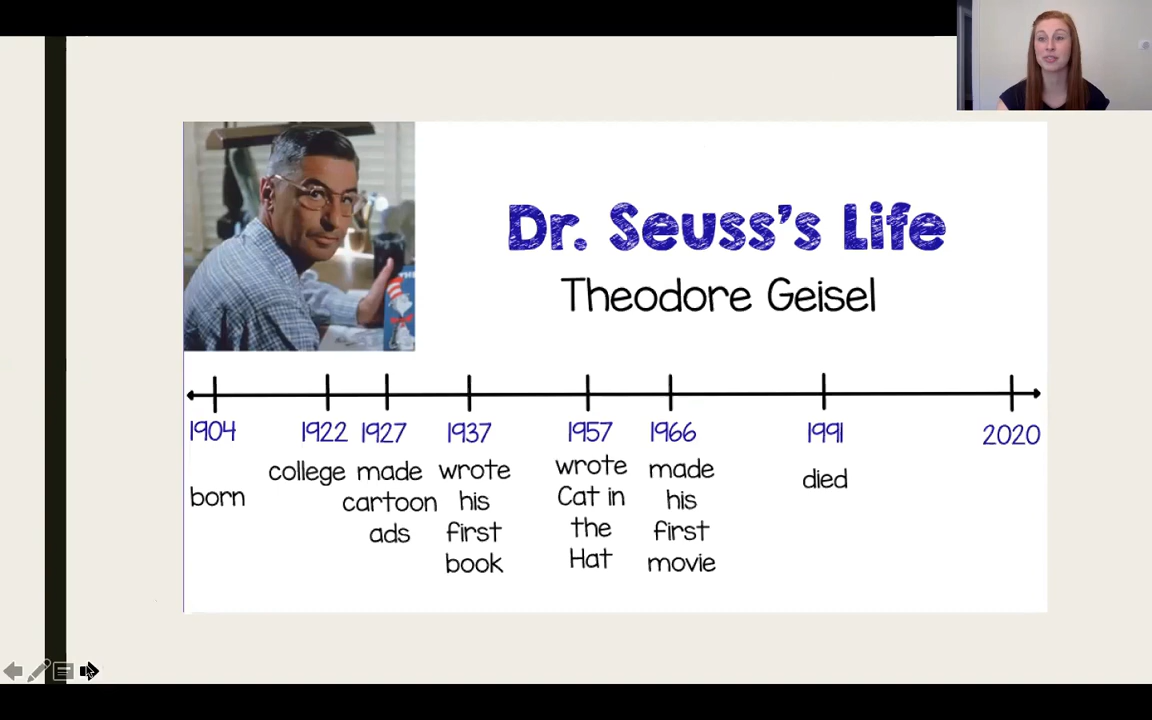 Dr. Seuss's Life
Theodore Geisel
1904
1922
1927
1937
1957
1966
1991
2020
born
college
made
cartoon
ads
wrote
his
first
book
wrote
Cat in
the
Hat
made
his
first
movie
died